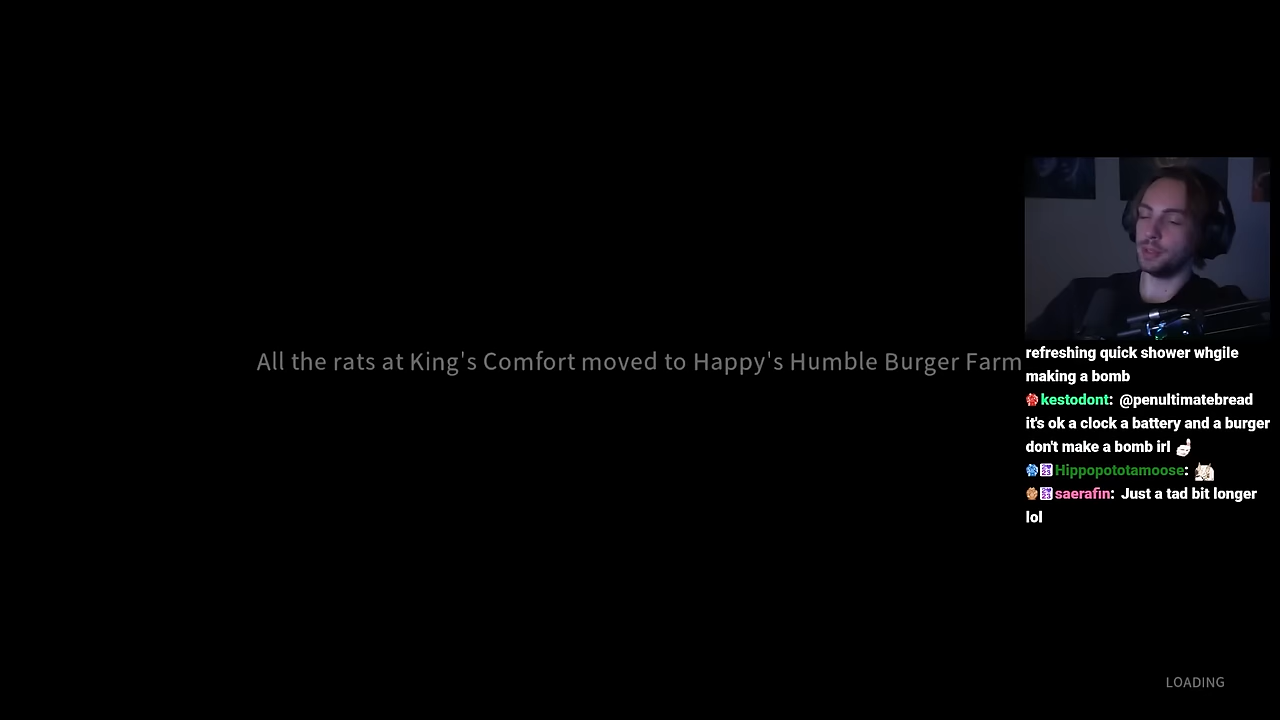 All the rats at King's Comfort moved to Happy's Humble Burger Farm
refreshing quick shower whgile
making a bomb
kestodont: @penultimatebread
it's ok a clock a battery and a burger
don't make a bomb irl
Hippopototamoose:
saerafin: Just a tad bit longer
lol
LOADING